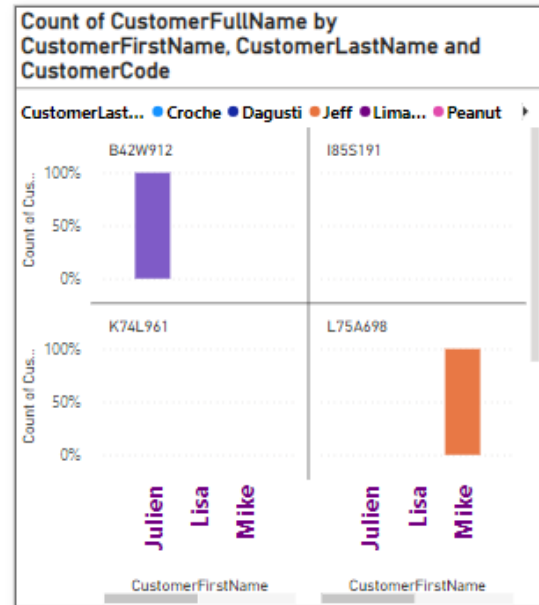 Count of CustomerFullName by
CustomerFirstName, CustomerLastName and
CustomerCode
CustomerLast... Croche Dagusti Jeff Lima... Peanut
B42W912 I85S191
Count of Cus...
100%
50%
0%
K74L961 L75A698
Count of Cus...
100%
50%
0%
Julien Lisa Mike Julien Lisa Mike
CustomerFirstName CustomerFirstName